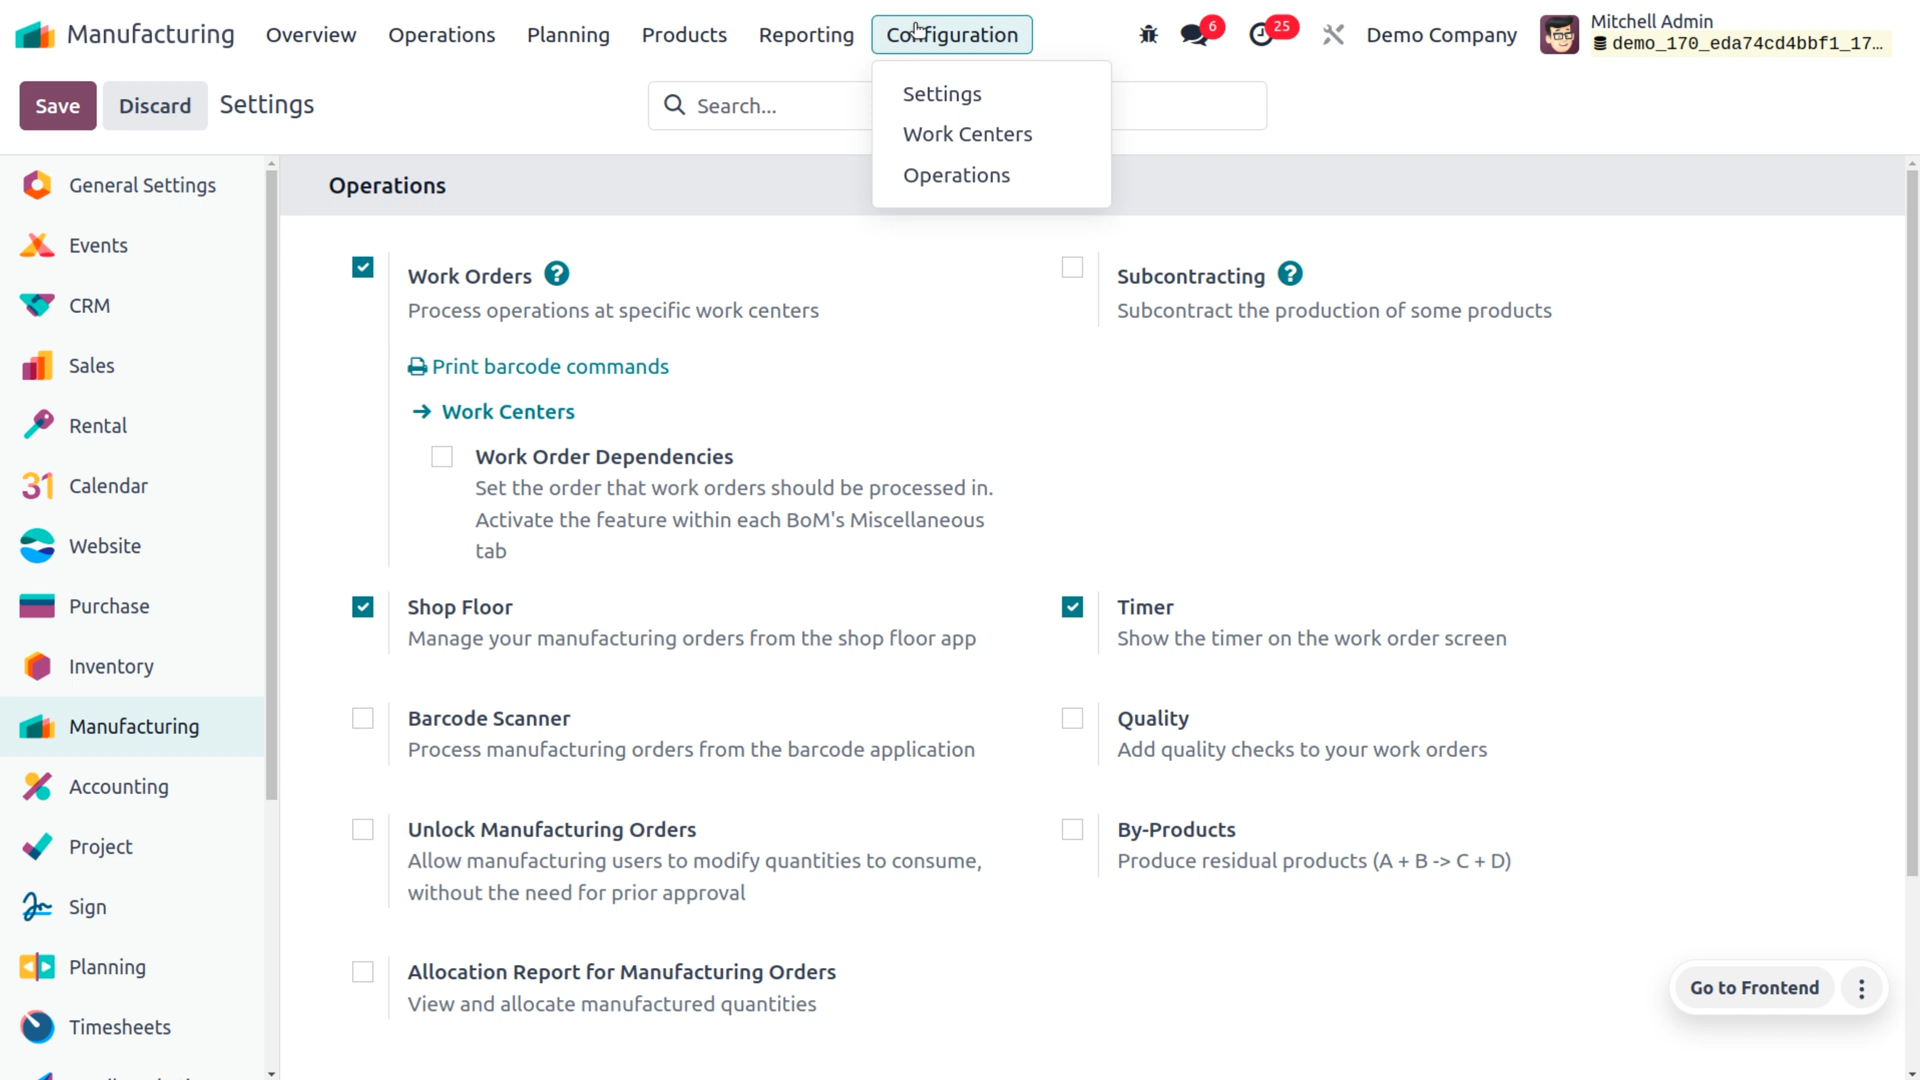 Manufacturing
Overview
Operations
Planning
Products
Reporting
Configuration
6
25
Demo Company
Mitchell Admin
demo_170_eda74cd4bbf1_17...
Save
Discard
Settings
Search...
Settings
Work Centers
Operations
General Settings
Events
CRM
Sales
Rental
31 Calendar
Website
Purchase
Inventory
Manufacturing
Accounting
Project
Sign
Planning
Timesheets
Operations
Work Orders ?
Process operations at specific work centers
Print barcode commands
Work Centers
Work Order Dependencies
Set the order that work orders should be processed in.
Activate the feature within each BoM's Miscellaneous
tab
Subcontracting ?
Subcontract the production of some products
Shop Floor
Manage your manufacturing orders from the shop floor app
Timer
Show the timer on the work order screen
Barcode Scanner
Process manufacturing orders from the barcode application
Quality
Add quality checks to your work orders
Unlock Manufacturing Orders
Allow manufacturing users to modify quantities to consume,
without the need for prior approval
By-Products
Produce residual products (A + B -> C + D)
Allocation Report for Manufacturing Orders
View and allocate manufactured quantities
Go to Frontend